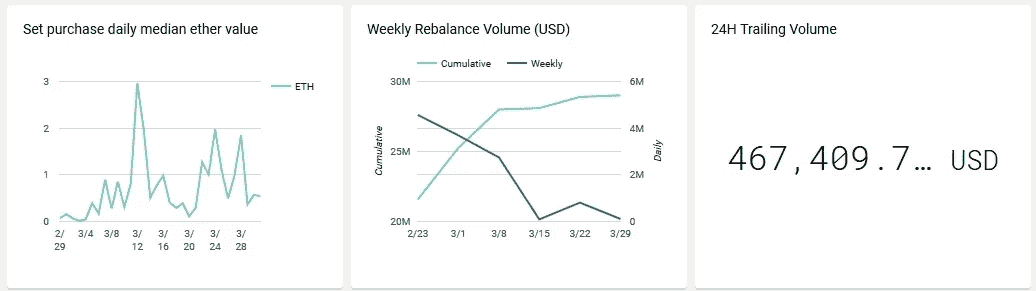 Set purchase daily median ether value
ETH
3
2
1
0
2/
29
3/4
3/8
3/
12
3/
16
3/
20
3/
24
3/
28
Weekly Rebalance Volume (USD)
Cumulative
Weekly
30M
25M
20M
Cumulative
6M
4M
2M
0
Daily
2/23
3/1
3/8
3/15
3/22
3/29
24H Trailing Volume
467,409.7… USD